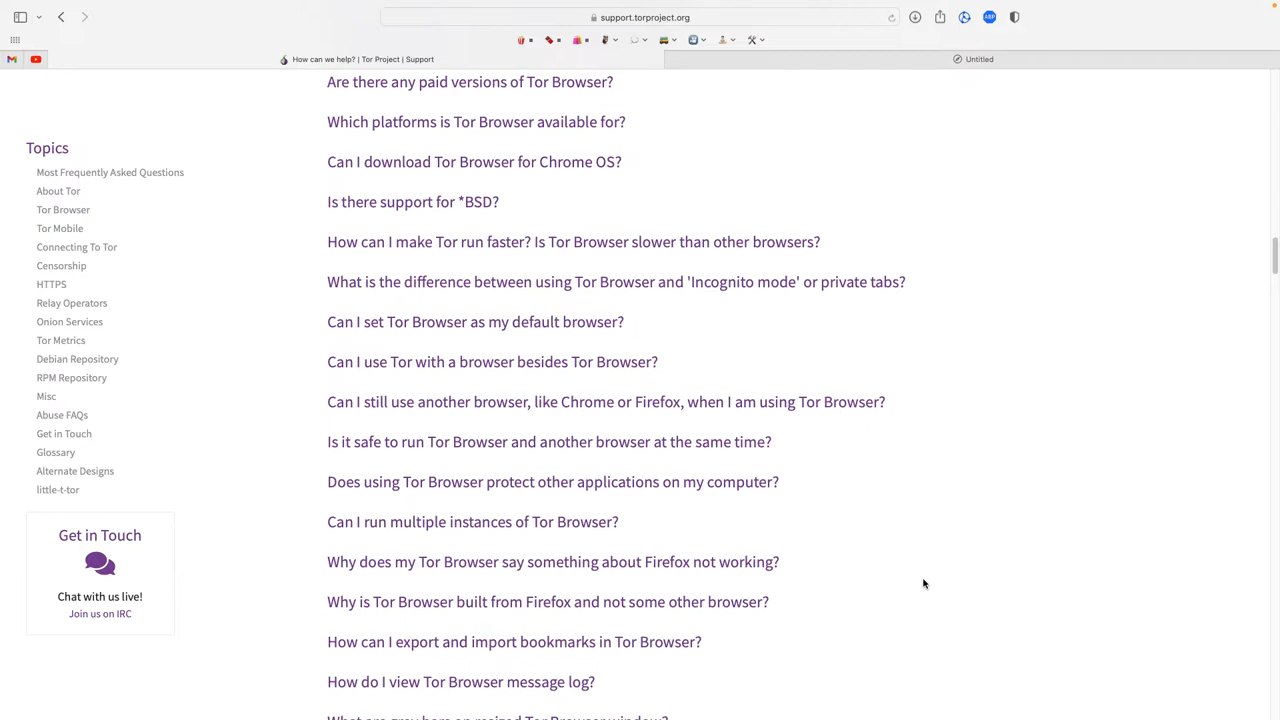 support.torproject.org
ABP
How can we help? | Tor Project | Support
Untitled
Are there any paid versions of Tor Browser?
Which platforms is Tor Browser available for?
Can I download Tor Browser for Chrome OS?
Is there support for *BSD?
How can I make Tor run faster? Is Tor Browser slower than other browsers?
What is the difference between using Tor Browser and 'Incognito mode' or private tabs?
Can I set Tor Browser as my default browser?
Can I use Tor with a browser besides Tor Browser?
Can I still use another browser, like Chrome or Firefox, when I am using Tor Browser?
Is it safe to run Tor Browser and another browser at the same time?
Does using Tor Browser protect other applications on my computer?
Can I run multiple instances of Tor Browser?
Why does my Tor Browser say something about Firefox not working?
Why is Tor Browser built from Firefox and not some other browser?
How can I export and import bookmarks in Tor Browser?
How do I view Tor Browser message log?
What are grey bars on resized Tor Browser window?
Topics
Most Frequently Asked Questions
About Tor
Tor Browser
Tor Mobile
Connecting To Tor
Censorship
HTTPS
Relay Operators
Onion Services
Tor Metrics
Debian Repository
RPM Repository
Misc
Abuse FAQs
Get in Touch
Glossary
Alternate Designs
little-t-tor
Get in Touch
Chat with us live!
Join us on IRC